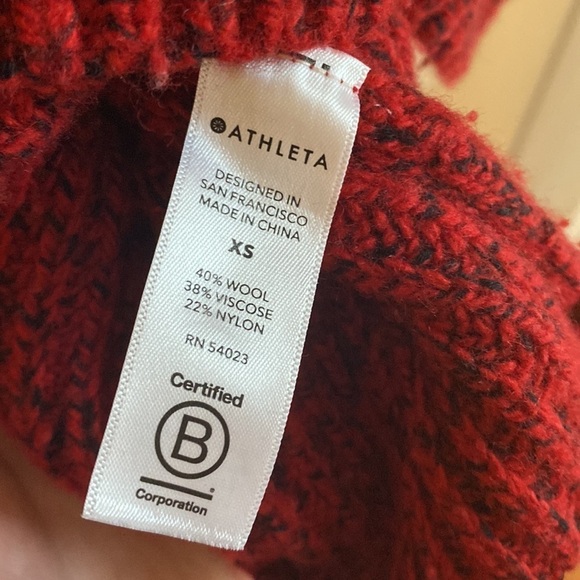 ATHLETA
DESIGNED IN
SAN FRANCISCO
MADE IN CHINA
XS
40% WOOL
38% VISCOSE
22% NYLON
RN 54023
Certified
B
Corporation